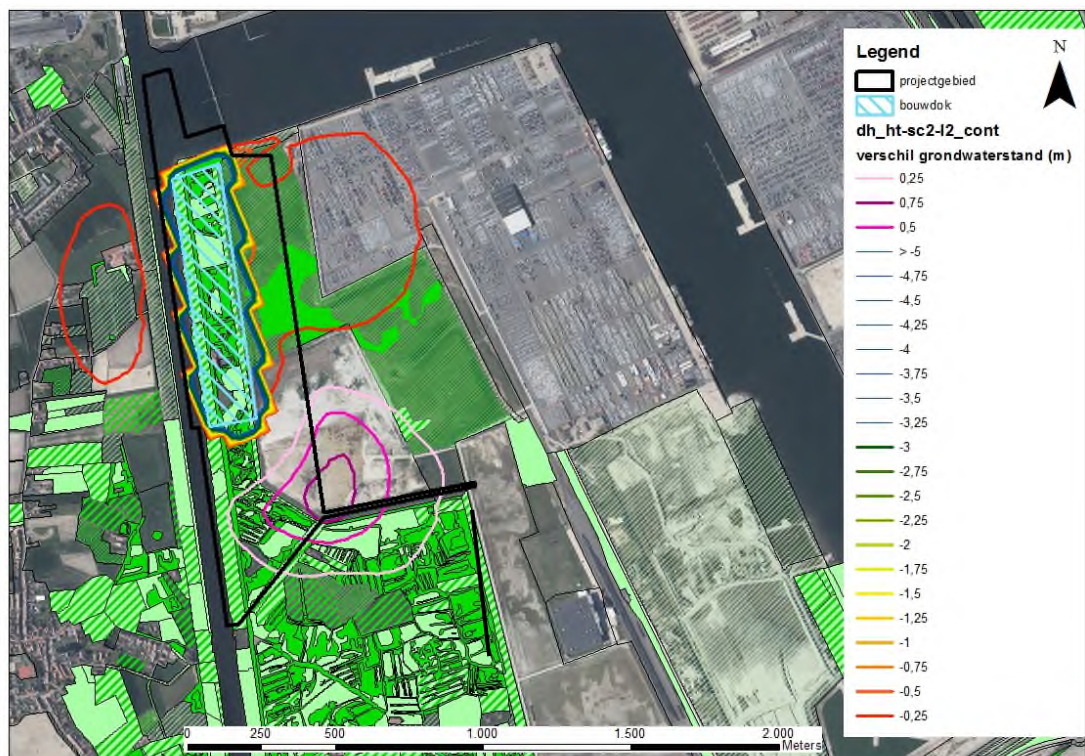 Legend
N
projectgebied
bouwdok
dh_ht-sc2-l2_cont
verschil grondwaterstand (m)
0,25
0,75
0,5
> -5
-4,75
-4,5
-4,25
-4
-3,75
-3,5
-3,25
-3
-2,75
-2,5
-2,25
-2
-1,75
-1,5
-1,25
-1
-0,75
-0,5
-0,25
0 250 500 1.000 1.500 2.000
Meters